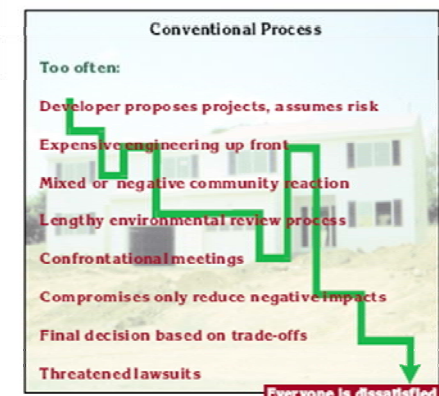 Conventional Process
Too often:
Developer proposes projects, assumes risk
Expensive engineering up front
Mixed or negative community reaction
Lengthy environmental review process
Confrontational meetings
Compromises only reduce negative impacts
Final decision based on trade-offs
Threatened lawsuits
Everyone is dissatisfied